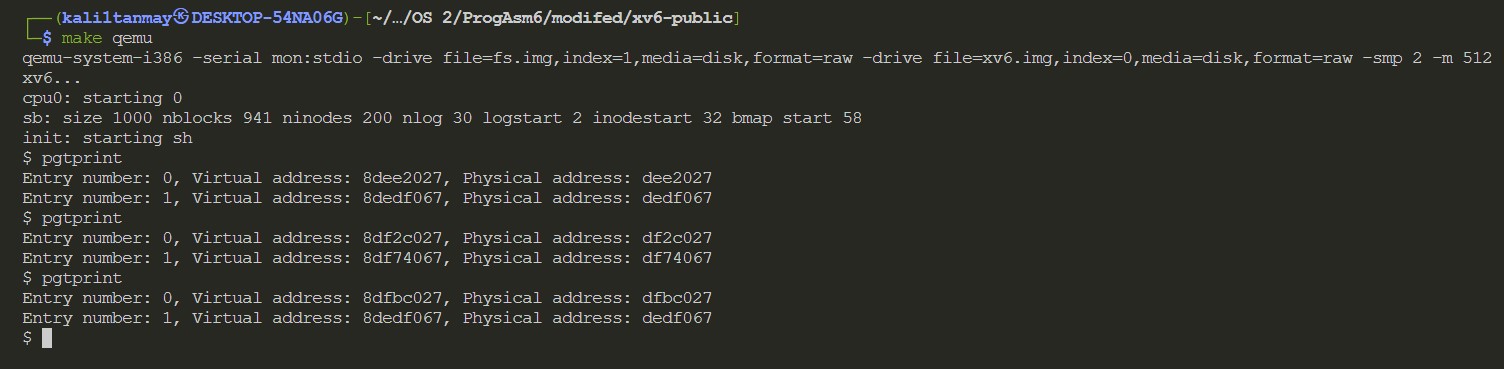 ┌──(kali1tanmay㉿DESKTOP-54NA06G)-[~/…/OS 2/ProgAsm6/modifed/xv6-public]
└─$ make qemu
qemu-system-i386 -serial mon:stdio -drive file=fs.img,index=1,media=disk,format=raw -drive file=xv6.img,index=0,media=disk,format=raw -smp 2 -m 512
xv6...
cpu0: starting 0
sb: size 1000 nblocks 941 ninodes 200 nlog 30 logstart 2 inodestart 32 bmap start 58
init: starting sh
$ pgtprint
Entry number: 0, Virtual address: 8dee2027, Physical address: dee2027
Entry number: 1, Virtual address: 8dedf067, Physical address: dedf067
$ pgtprint
Entry number: 0, Virtual address: 8df2c027, Physical address: df2c027
Entry number: 1, Virtual address: 8df74067, Physical address: df74067
$ pgtprint
Entry number: 0, Virtual address: 8dfbc027, Physical address: dfbc027
Entry number: 1, Virtual address: 8dedf067, Physical address: dedf067
$